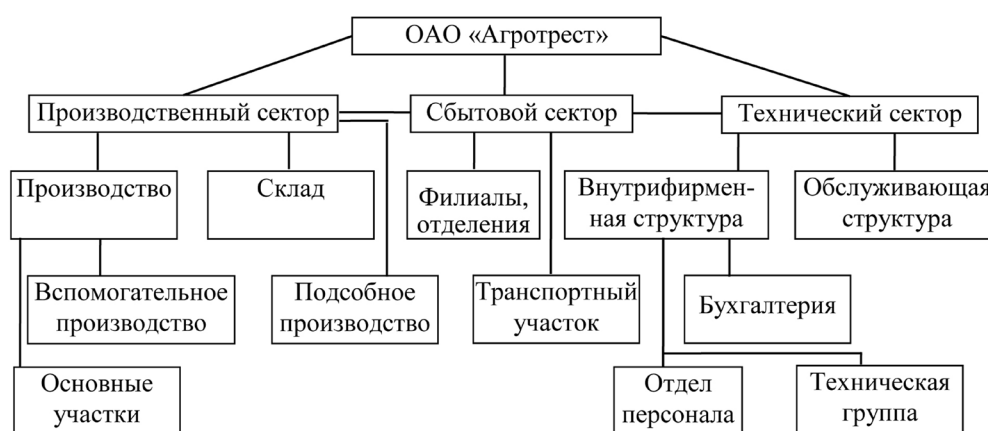 ОАО «Агротрест»
Производственный сектор
Сбытовой сектор
Технический сектор
Производство
Склад
Филиалы,
отделения
Внутрифирмен-
ная структура
Обслуживающая
структура
Вспомогательное
производство
Подсобное
производство
Транспортный
участок
Бухгалтерия
Основные
участки
Отдел
персонала
Техническая
группа